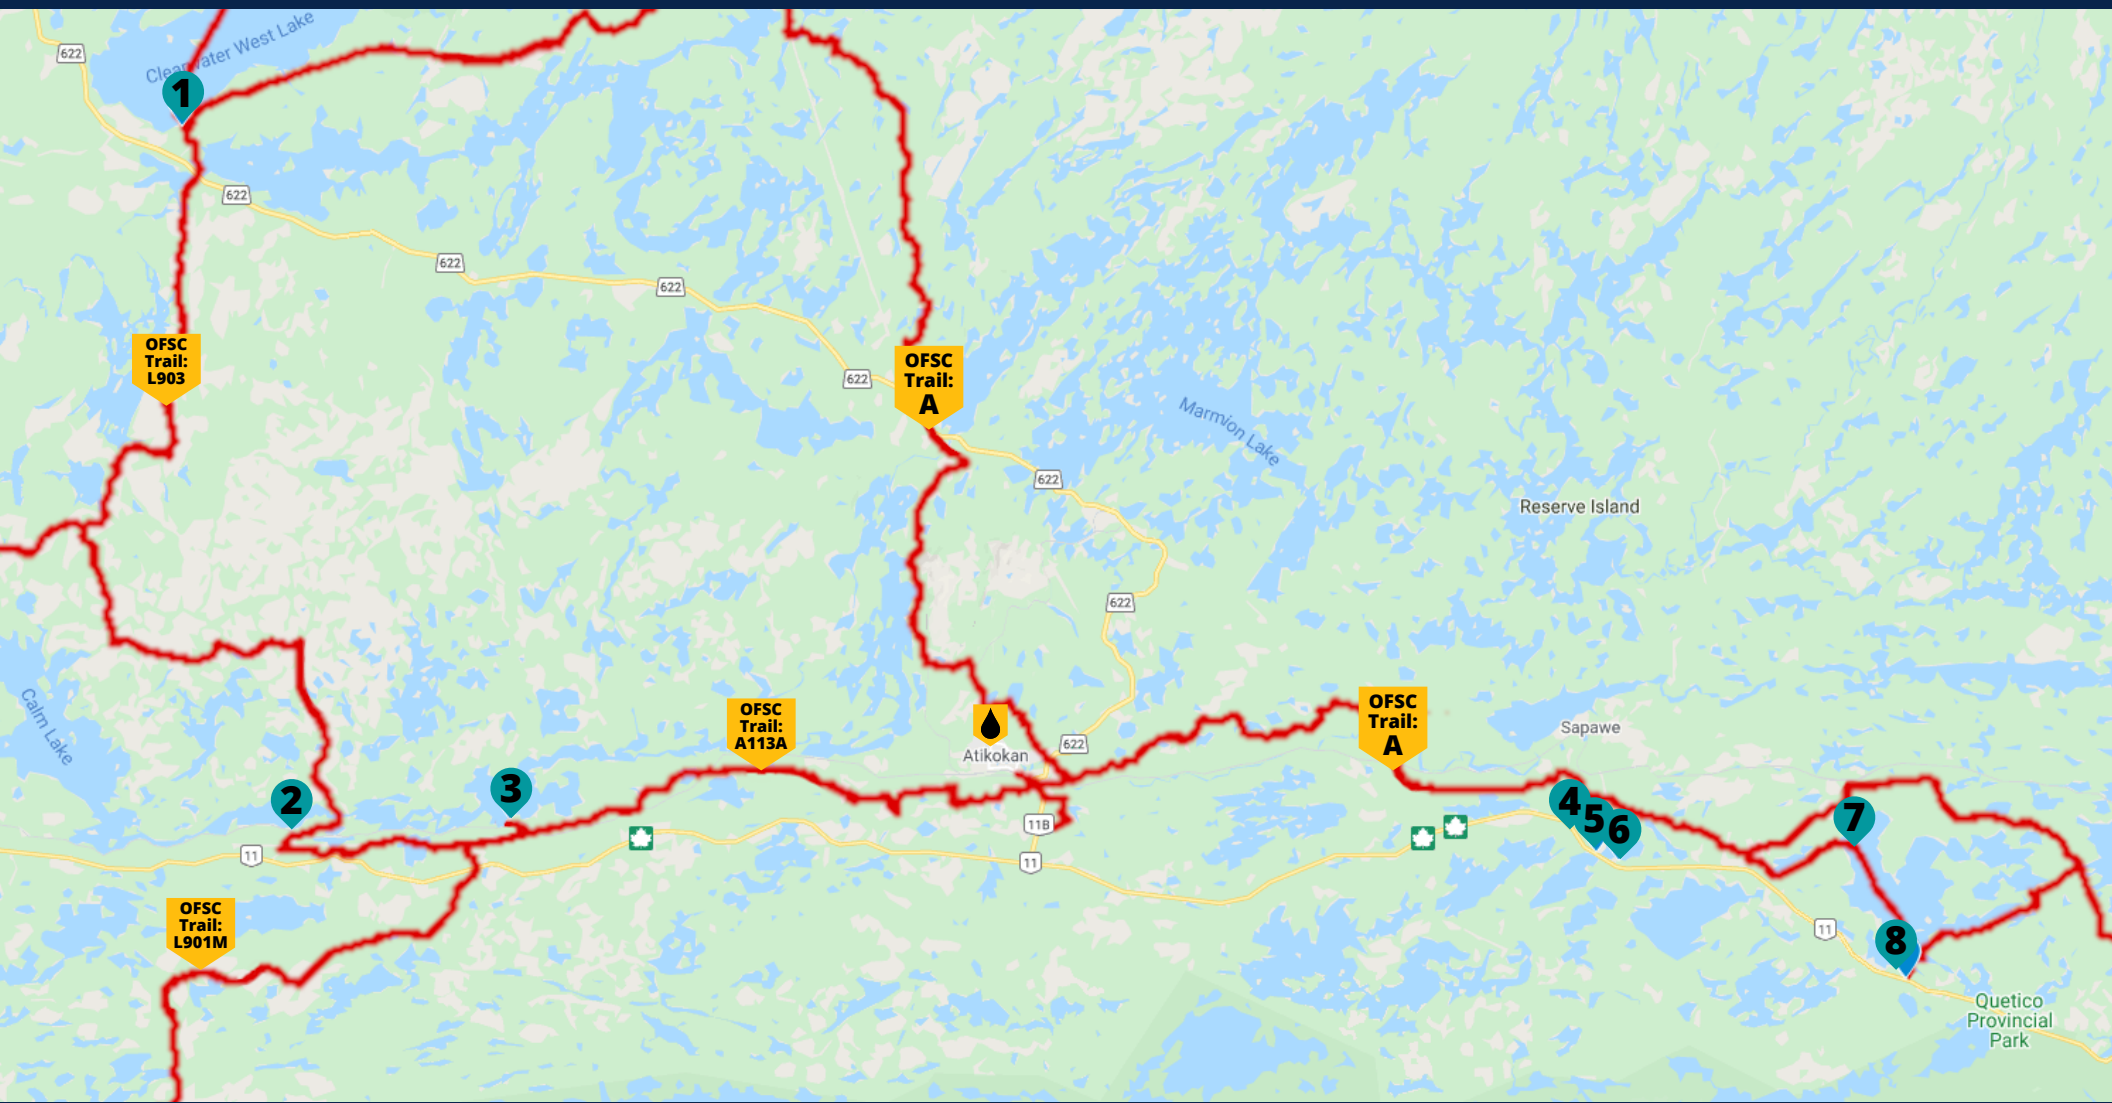 Clearwater West Lake
622
1
622
622
622
OFSC
Trail:
L903
OFSC
Trail:
A
622
Marmion Lake
622
Reserve Island
622
Calm Lake
OFSC
Trail:
A
OFSC
Trail:
A113A
Sapawe
622
Atikokan
2
3
4
5
6
7
11B
11
11
OFSC
Trail:
L901M
11
8
Quetico
Provincial
Park